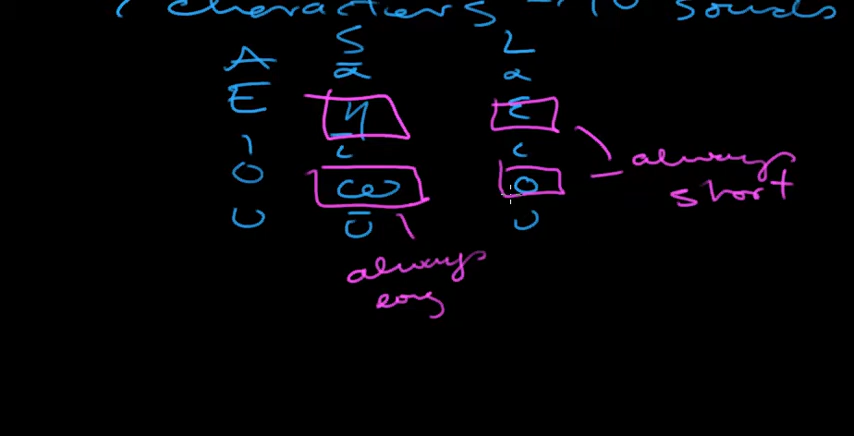 7 characters → 10 sounds
S L
A ᾱ α
E η ε
ι ι ι
O ω ο
U ῡ υ
always short
always
long